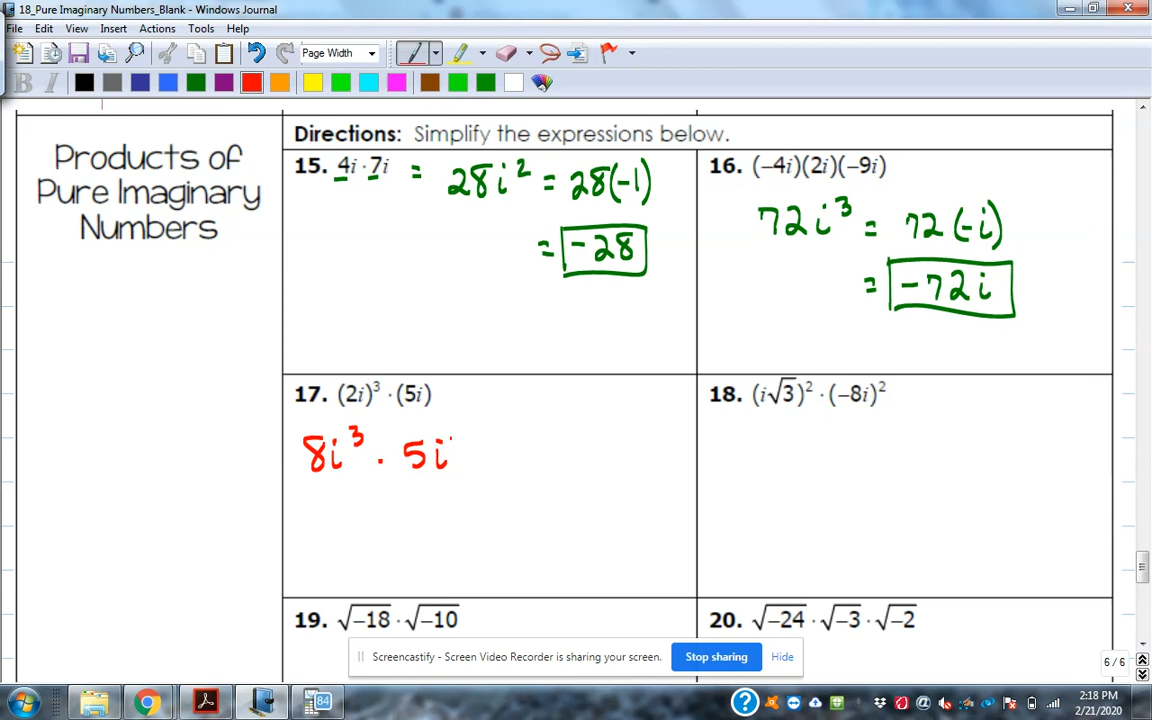 18_Pure Imaginary Numbers_Blank - Windows Journal
File Edit View Insert Actions Tools Help
Page Width
B I
Products of
Pure Imaginary
Numbers
Directions: Simplify the expressions below.
15. 4i · 7i = 28i² = 28(-1)
= -28
16. (−4i)(2i)(−9i)
72i³ = 72(-i)
= -72i
17. (2i)³ · (5i)
8i³ · 5i
18. (i√3)² · (−8i)²
19. √−18 · √−10
20. √−24 · √−3 · √−2
Screencastify - Screen Video Recorder is sharing your screen. Stop sharing Hide
6 / 6
84
2:18 PM
2/21/2020